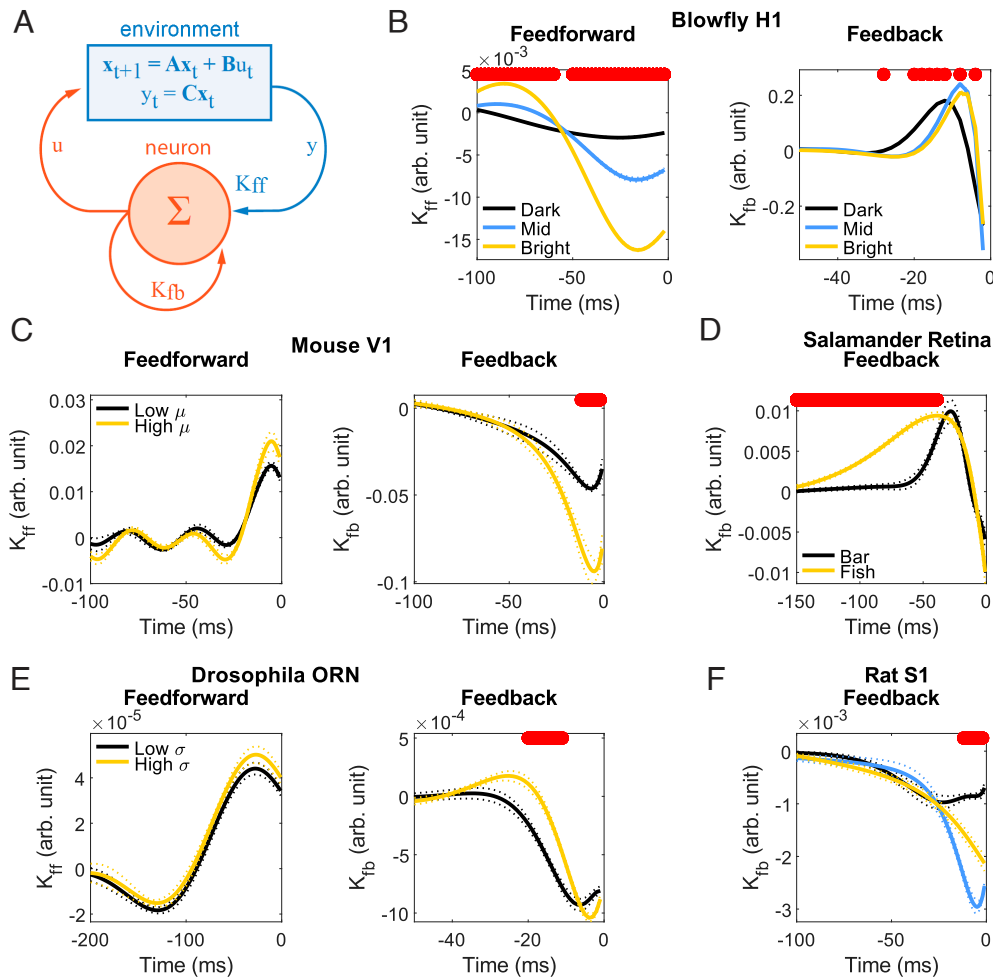 A
environment
x_{t+1} = Ax_t + Bu_t
y_t = Cx_t
u
neuron
y
K_ff
Σ
K_fb
B
Blowfly H1
Feedforward
×10^{-3}
5
0
-5
-10
-15
K_ff (arb. unit)
Dark
Mid
Bright
-100
-50
0
Time (ms)
Feedback
0.2
0
-0.2
K_fb (arb. unit)
Dark
Mid
Bright
-40
-20
0
Time (ms)
C
Mouse V1
Feedforward
0.03
0.02
0.01
0
-0.01
K_ff (arb. unit)
Low μ
High μ
-100
-50
0
Time (ms)
Feedback
0
-0.05
-0.1
K_fb (arb. unit)
-100
-50
0
Time (ms)
D
Salamander Retina
Feedback
0.01
0.005
0
-0.005
-0.01
K_fb (arb. unit)
Bar
Fish
-150
-100
-50
0
Time (ms)
E
Drosophila ORN
Feedforward
×10^{-5}
4
2
0
-2
K_ff (arb. unit)
Low σ
High σ
-200
-100
0
Time (ms)
Feedback
×10^{-4}
5
0
-5
-10
K_fb (arb. unit)
-40
-20
0
Time (ms)
F
Rat S1
Feedback
×10^{-3}
0
-1
-2
-3
K_fb (arb. unit)
-100
-50
0
Time (ms)